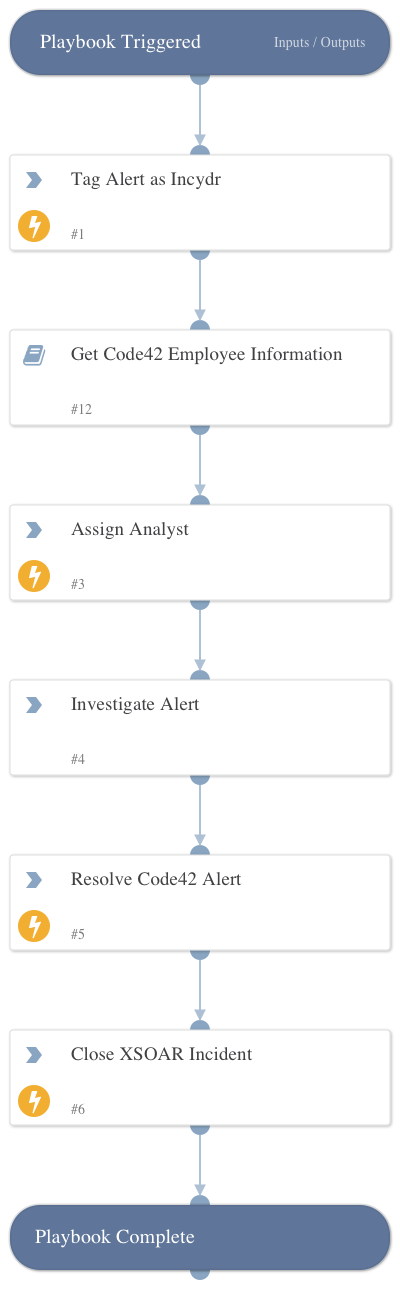 Playbook Triggered Inputs / Outputs
Tag Alert as Incydr
#1
Get Code42 Employee Information
#12
Assign Analyst
#3
Investigate Alert
#4
Resolve Code42 Alert
#5
Close XSOAR Incident
#6
Playbook Complete